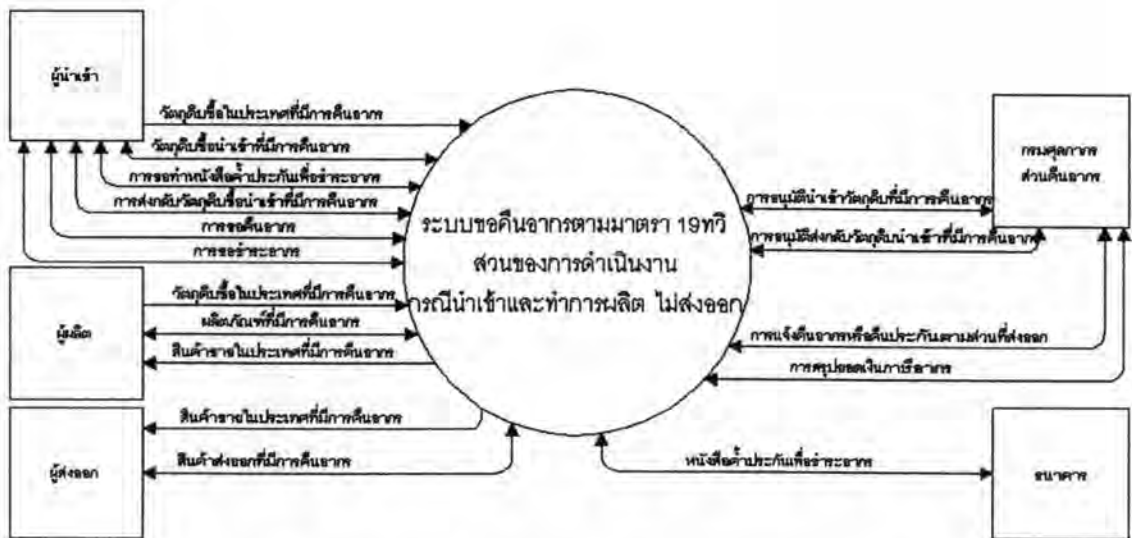 ผู้นำเข้า
วัตถุดิบซื้อในประเทศที่มีการคืนอากร
วัตถุดิบซื้อนำเข้าที่มีการคืนอากร
การขอทำหนังสือค้ำประกันเพื่อชำระอากร
การส่งกลับวัตถุดิบซื้อนำเข้าที่มีการคืนอากร
การขอคืนอากร
การขอชำระอากร
ผู้ผลิต
วัตถุดิบซื้อในประเทศที่มีการคืนอากร
ผลิตภัณฑ์ที่มีการคืนอากร
สินค้าขายในประเทศที่มีการคืนอากร
ผู้ส่งออก
สินค้าขายในประเทศที่มีการคืนอากร
สินค้าส่งออกที่มีการคืนอากร
ระบบขอคืนอากรตามมาตรา 19ทวิ
ส่วนของการดำเนินงาน
กรณีนำเข้าและทำการผลิต ไม่ส่งออก
กรมศุลกากร
ส่วนคืนอากร
การอนุมัตินำเข้าวัตถุดิบที่มีการคืนอากร
การอนุมัติส่งกลับวัตถุดิบนำเข้าที่มีการคืนอากร
การแจ้งคืนอากรหรือคืนประกันตามส่วนที่ส่งออก
การสรุปยอดเงินภาษีอากร
หนังสือค้ำประกันเพื่อชำระอากร
ธนาคาร